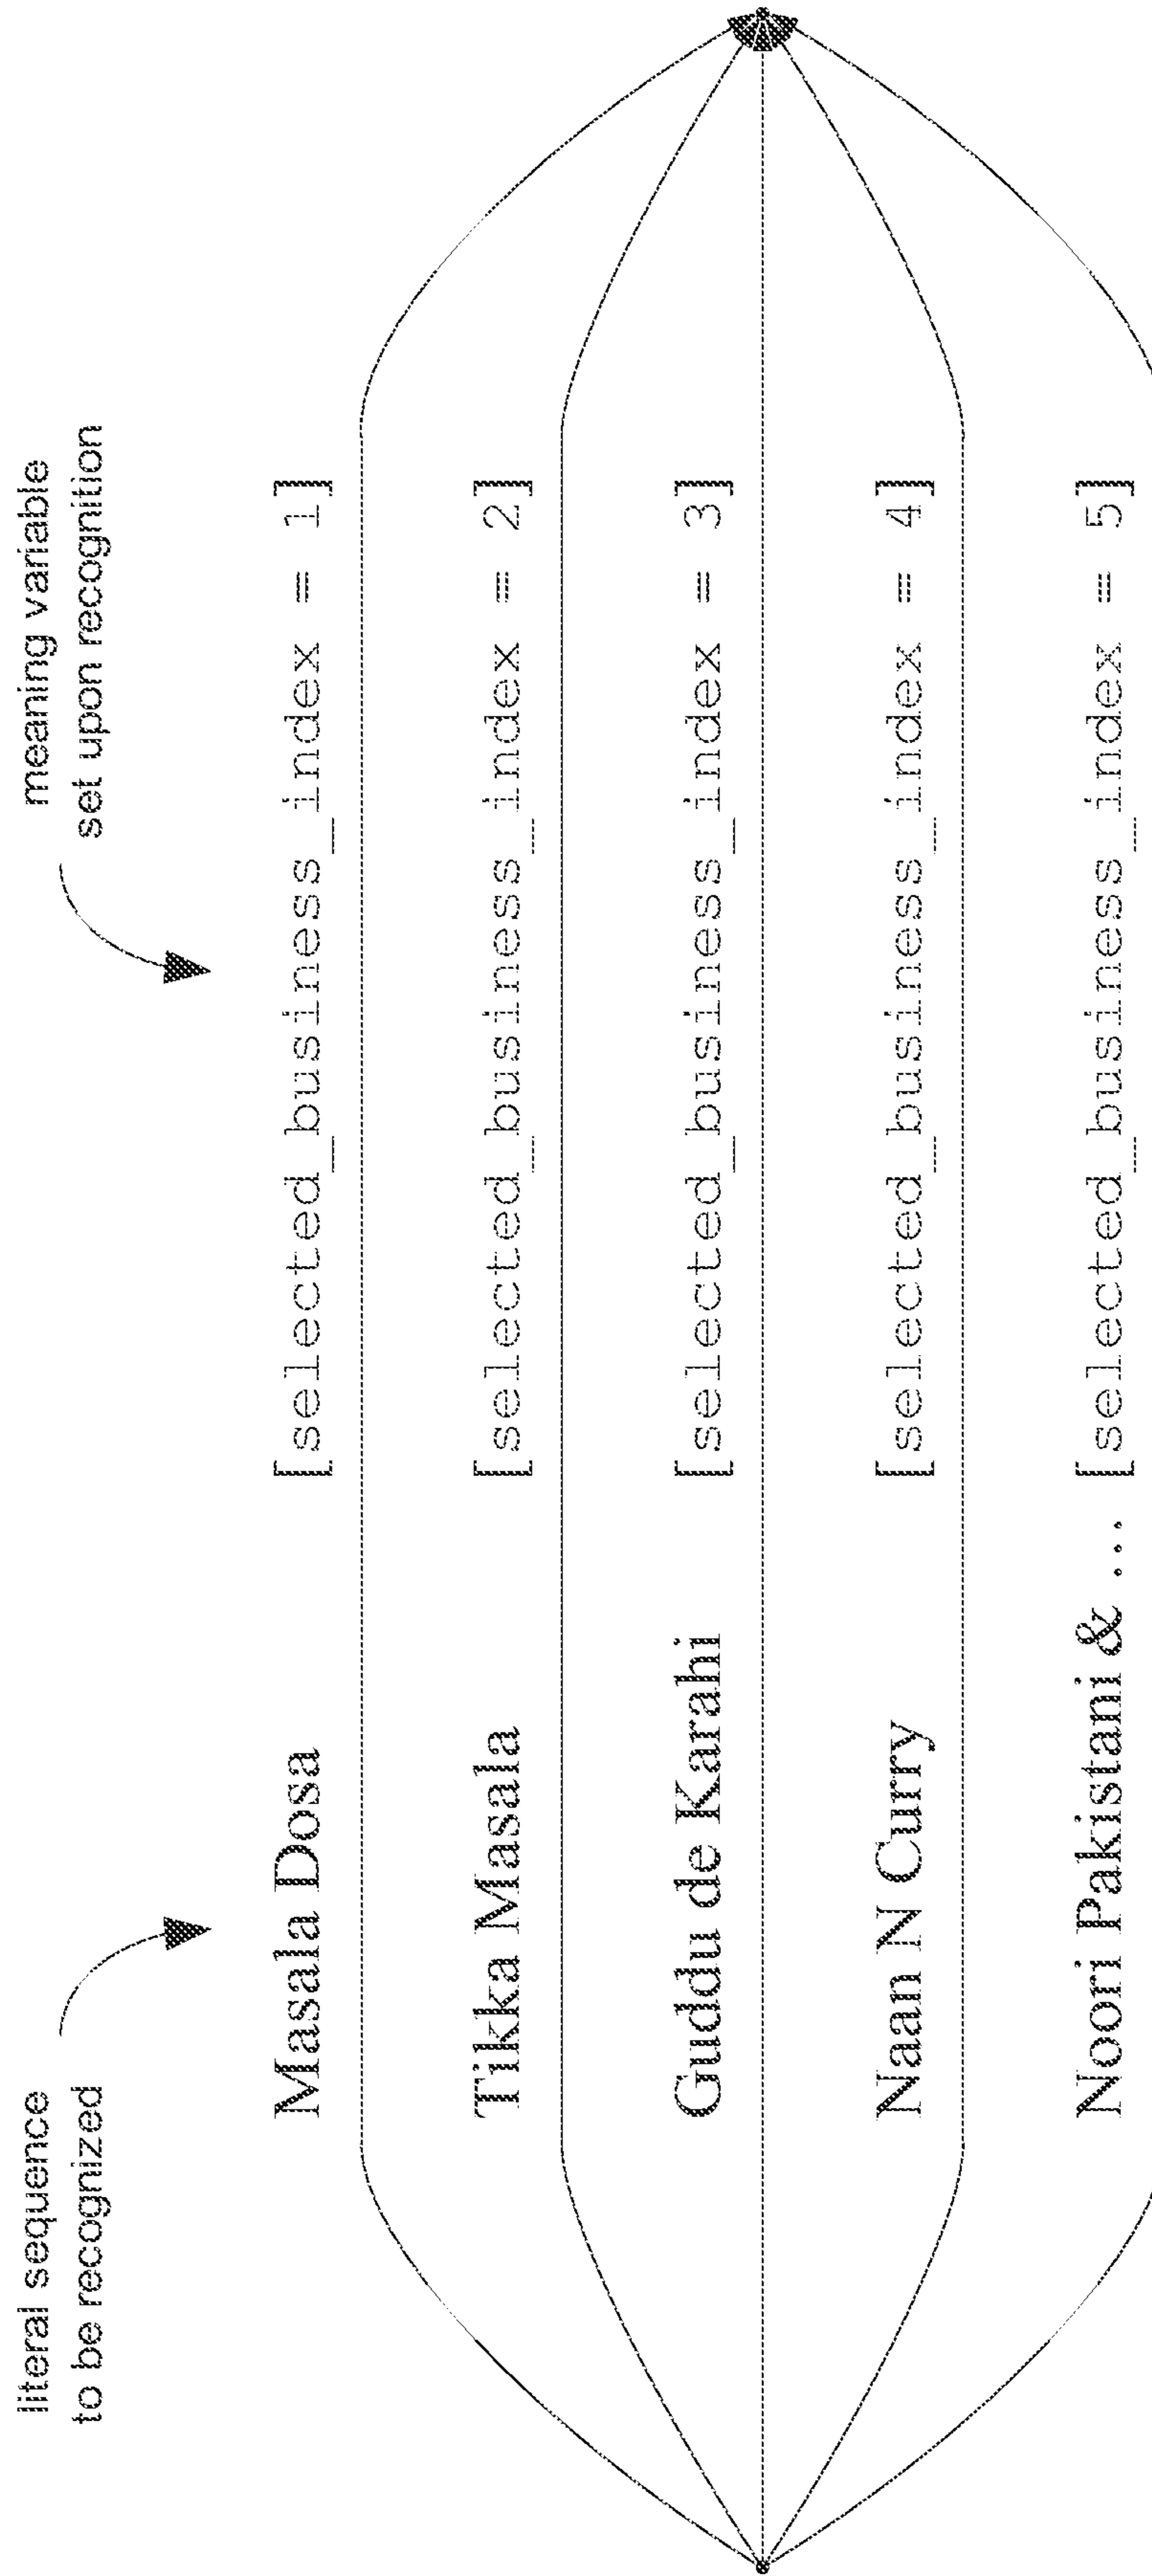 literal sequence
to be recognized
meaning variable
set upon recognition
Masala Dosa [selected_business_index = 1]
Tikka Masala [selected_business_index = 2]
Guddu de Karahi [selected_business_index = 3]
Naan N Curry [selected_business_index = 4]
Noori Pakistani & ... [selected_business_index = 5]